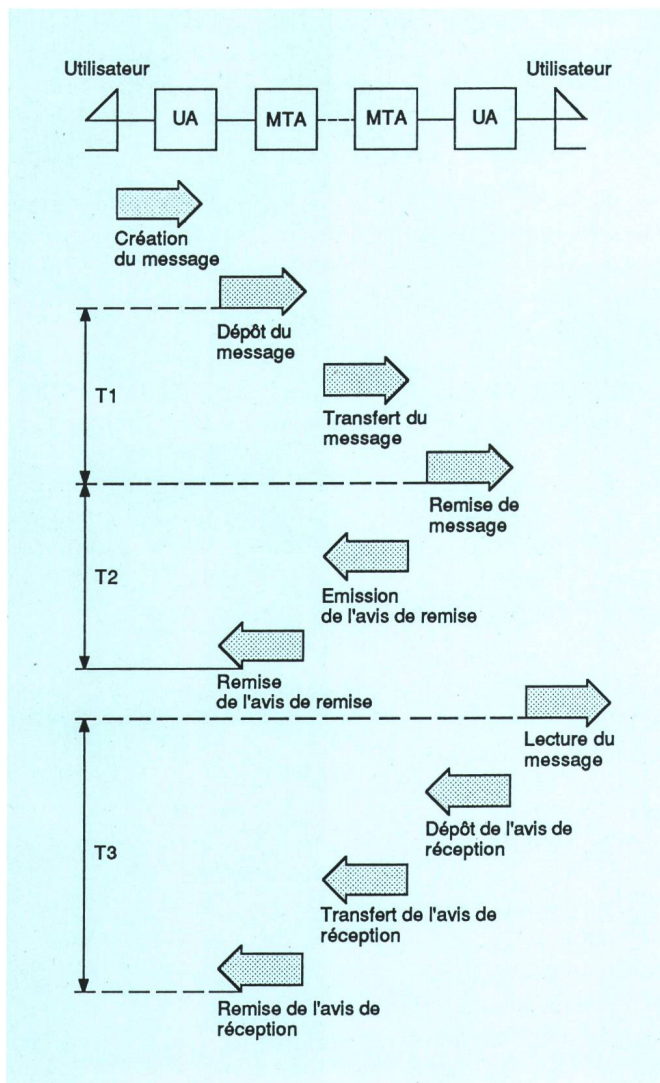 Utilisateur Utilisateur
UA MTA MTA UA
Création
du message
Dépôt du
message
T1
Transfert du
message
Remise de
message
T2
Emission
de l'avis de remise
Remise
de l'avis de remise
Lecture du
message
Dépôt de l'avis de
réception
T3
Transfert de l'avis de
réception
Remise de l'avis de
réception